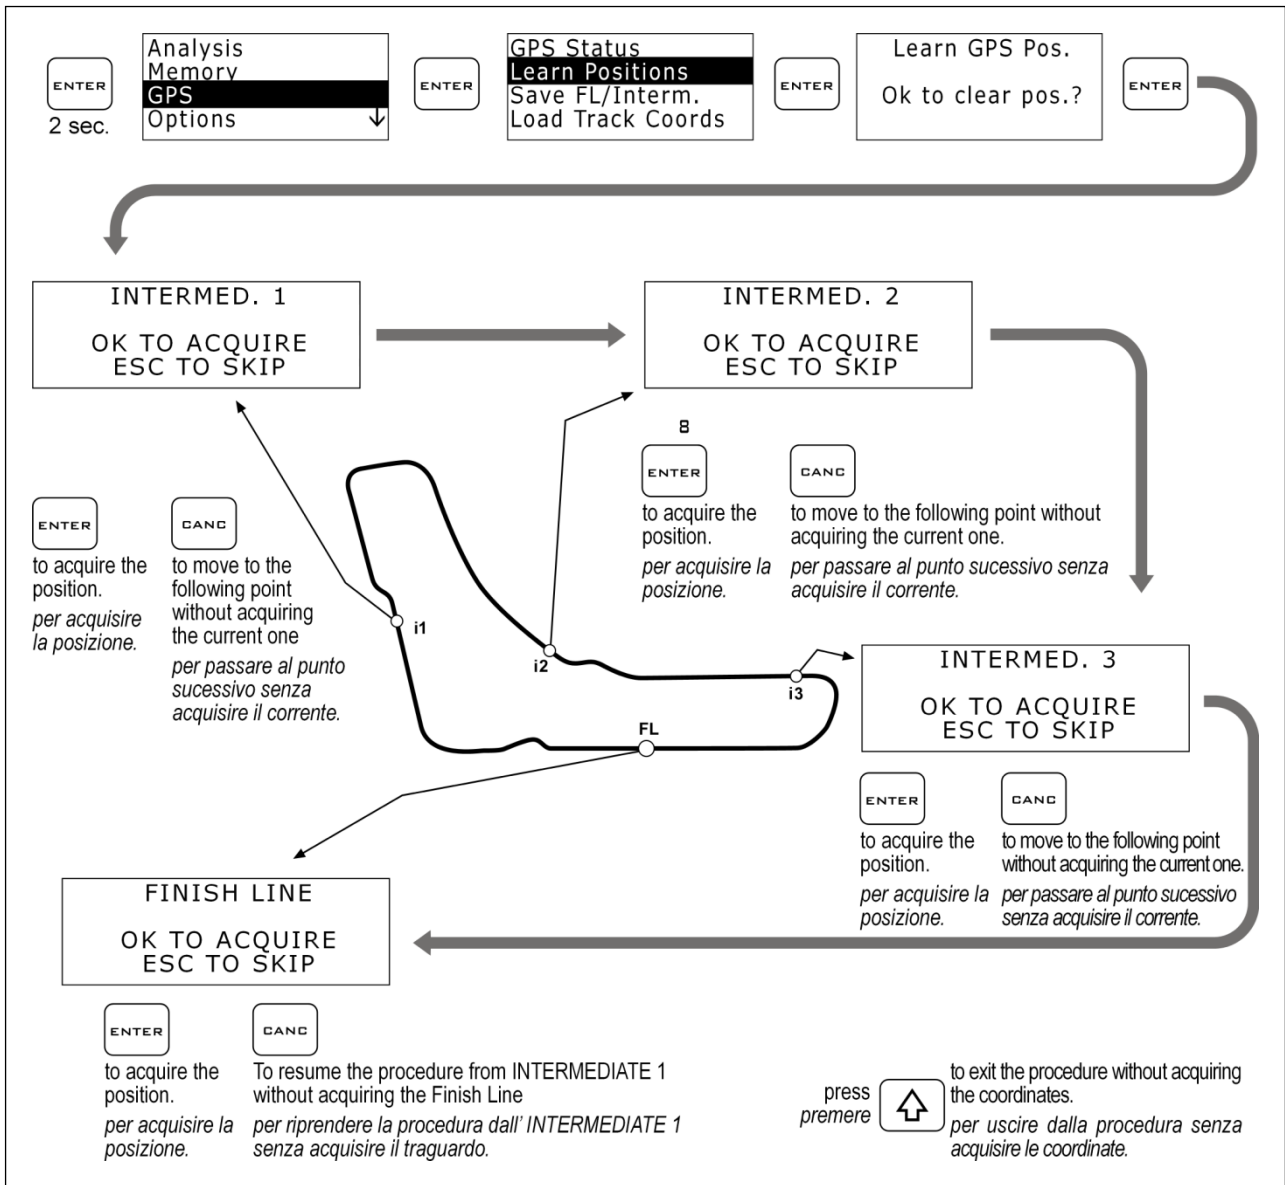 ENTER
2 sec.
Analysis
Memory
GPS
Options
ENTER
GPS Status
Learn Positions
Save FL/Interm.
Load Track Coords
ENTER
Learn GPS Pos.
Ok to clear pos.?
ENTER
INTERMED. 1
OK TO ACQUIRE
ESC TO SKIP
INTERMED. 2
OK TO ACQUIRE
ESC TO SKIP
8
ENTER
to acquire the
position.
per acquisire la
posizione.
CANC
to move to the following point without
acquiring the current one.
per passare al punto sucessivo senza
acquisire il corrente.
ENTER
to acquire the
position.
per acquisire
la posizione.
CANC
to move to the
following point
without acquiring
the current one
per passare al punto
sucessivo senza
acquisire il corrente.
i1
i2
i3
FL
INTERMED. 3
OK TO ACQUIRE
ESC TO SKIP
ENTER
to acquire the
position.
per acquisire la
posizione.
CANC
to move to the following point
without acquiring the current one.
per passare al punto sucessivo
senza acquisire il corrente.
FINISH LINE
OK TO ACQUIRE
ESC TO SKIP
ENTER
to acquire the
position.
per acquisire la
posizione.
CANC
To resume the procedure from INTERMEDIATE 1
without acquiring the Finish Line
per riprendere la procedura dall' INTERMEDIATE 1
senza acquisire il traguardo.
press
premere
to exit the procedure without acquiring
the coordinates.
per uscire dalla procedura senza
acquisire le coordinate.